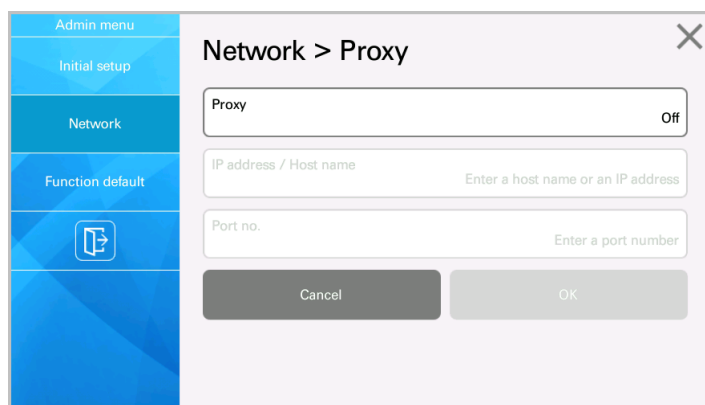 Admin menu
Initial setup
Network
Function default
Network > Proxy
Proxy
Off
IP address / Host name
Enter a host name or an IP address
Port no.
Enter a port number
Cancel
OK